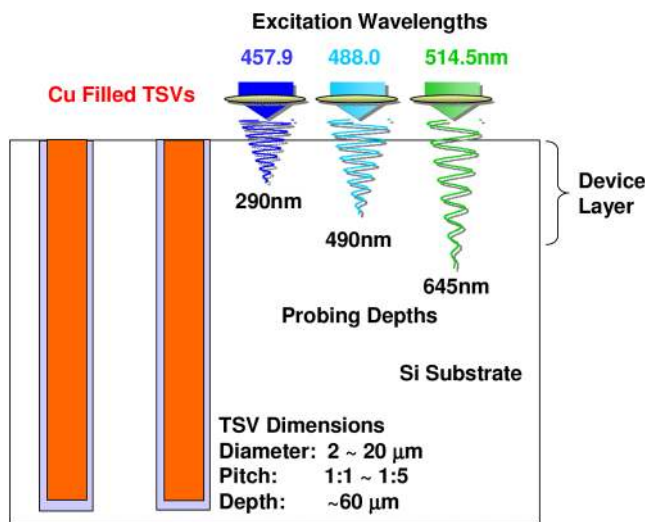 Excitation Wavelengths
457.9 488.0 514.5nm
Cu Filled TSVs
Device
Layer
290nm
490nm
645nm
Probing Depths
Si Substrate
TSV Dimensions
Diameter: 2 ~ 20 μm
Pitch: 1:1 ~ 1:5
Depth: ~60 μm